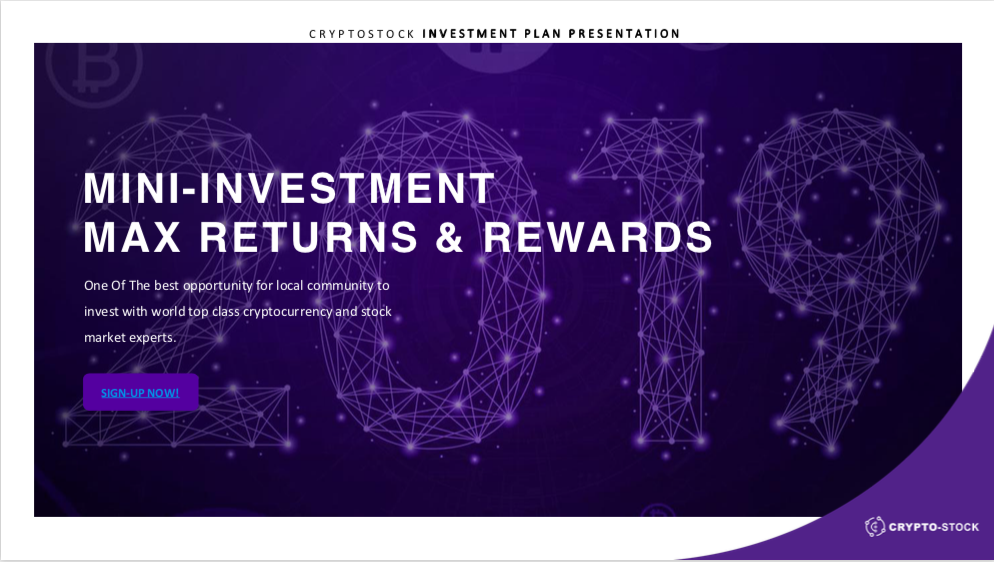 CRYPTOSTOCK INVESTMENT PLAN PRESENTATION
2019
MINI-INVESTMENT
MAX RETURNS & REWARDS
One Of The best opportunity for local community to
invest with world top class cryptocurrency and stock
market experts.
SIGN-UP NOW!
CRYPTO-STOCK